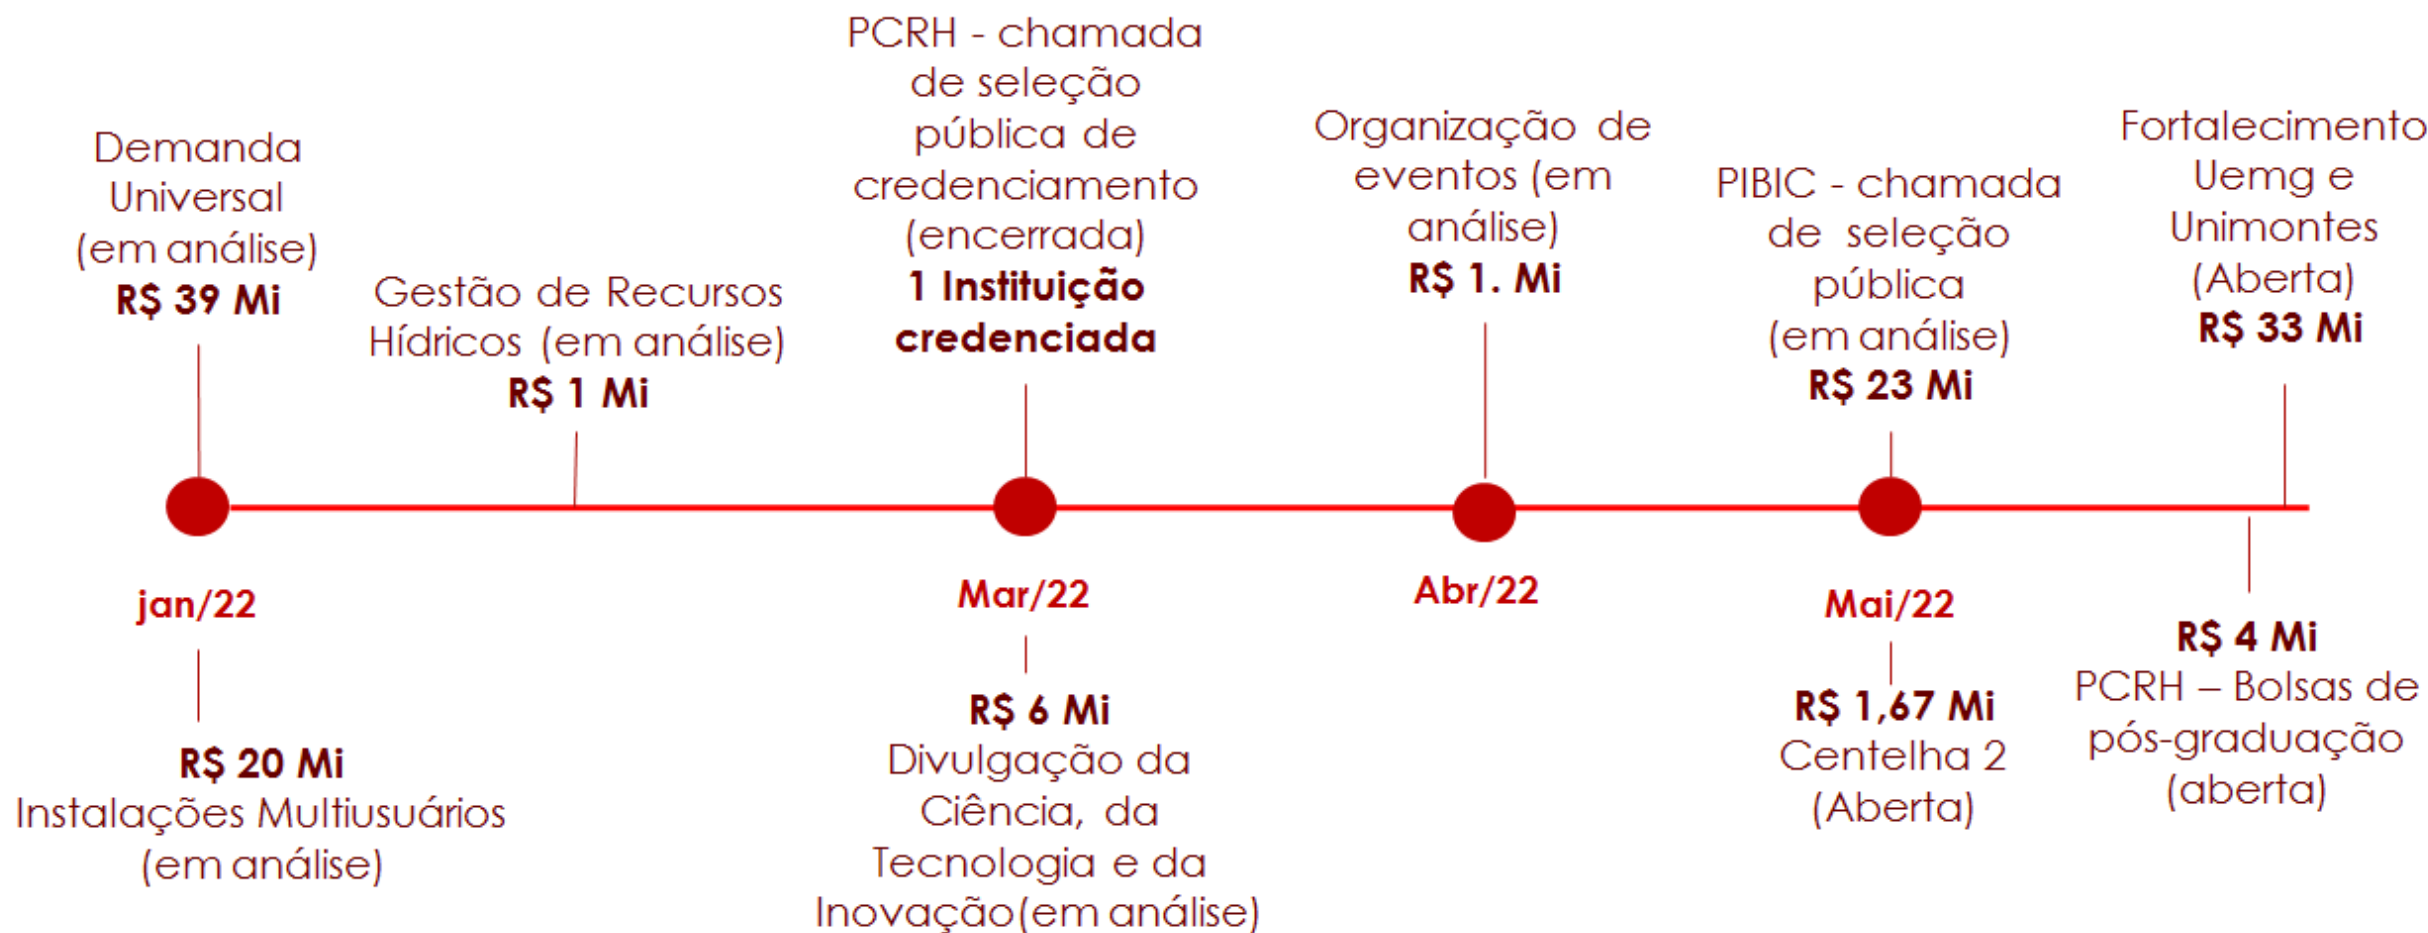 Demanda
Universal
(em análise)
R$ 39 Mi
Gestão de Recursos
Hídricos (em análise)
R$ 1 Mi
PCRH - chamada
de seleção
pública de
credenciamento
(encerrada)
1 Instituição
credenciada
Organização de
eventos (em
análise)
R$ 1. Mi
PIBIC - chamada
de seleção
pública
(em análise)
R$ 23 Mi
Fortalecimento
Uemg e
Unimontes
(Aberta)
R$ 33 Mi
jan/22
Mar/22
Abr/22
Mai/22
R$ 20 Mi
Instalações Multiusuários
(em análise)
R$ 6 Mi
Divulgação da
Ciência, da
Tecnologia e da
Inovação(em análise)
R$ 1,67 Mi
Centelha 2
(Aberta)
R$ 4 Mi
PCRH – Bolsas de
pós-graduação
(aberta)